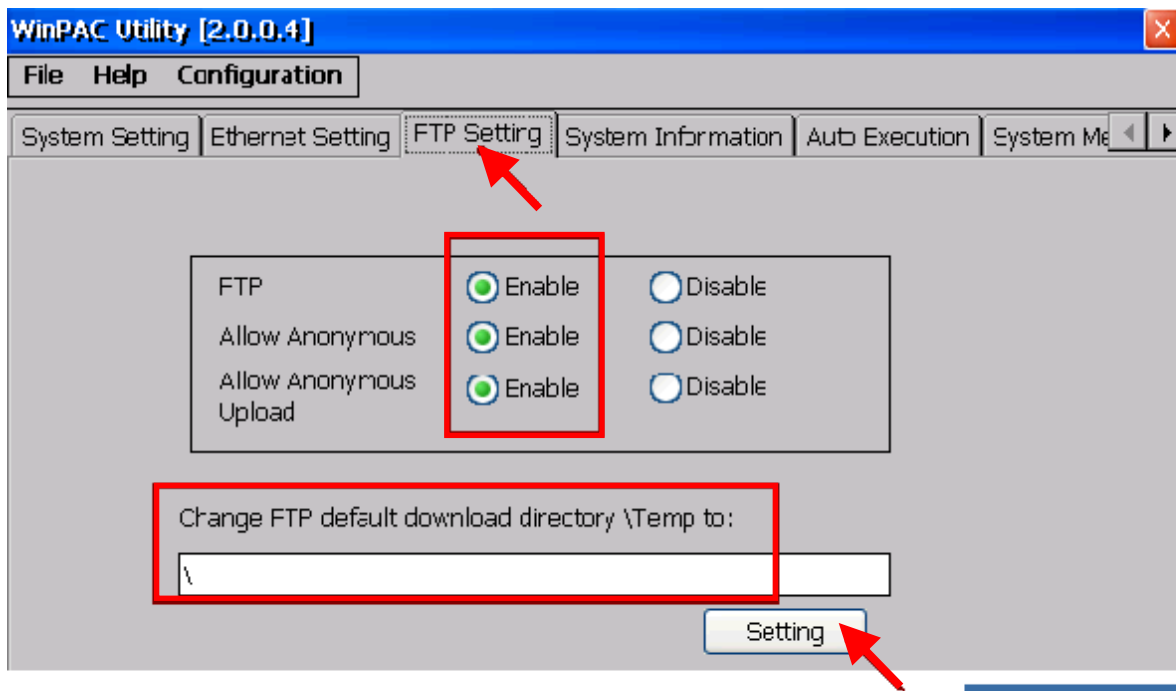 WinPAC Utility [2.0.0.4]
File Help Configuration
System Setting Ethernet Setting FTP Setting System Information Auto Execution System Me
FTP Enable Disable
Allow Anonymous Enable Disable
Allow Anonymous Upload Enable Disable
Change FTP default download directory \Temp to:
\
Setting